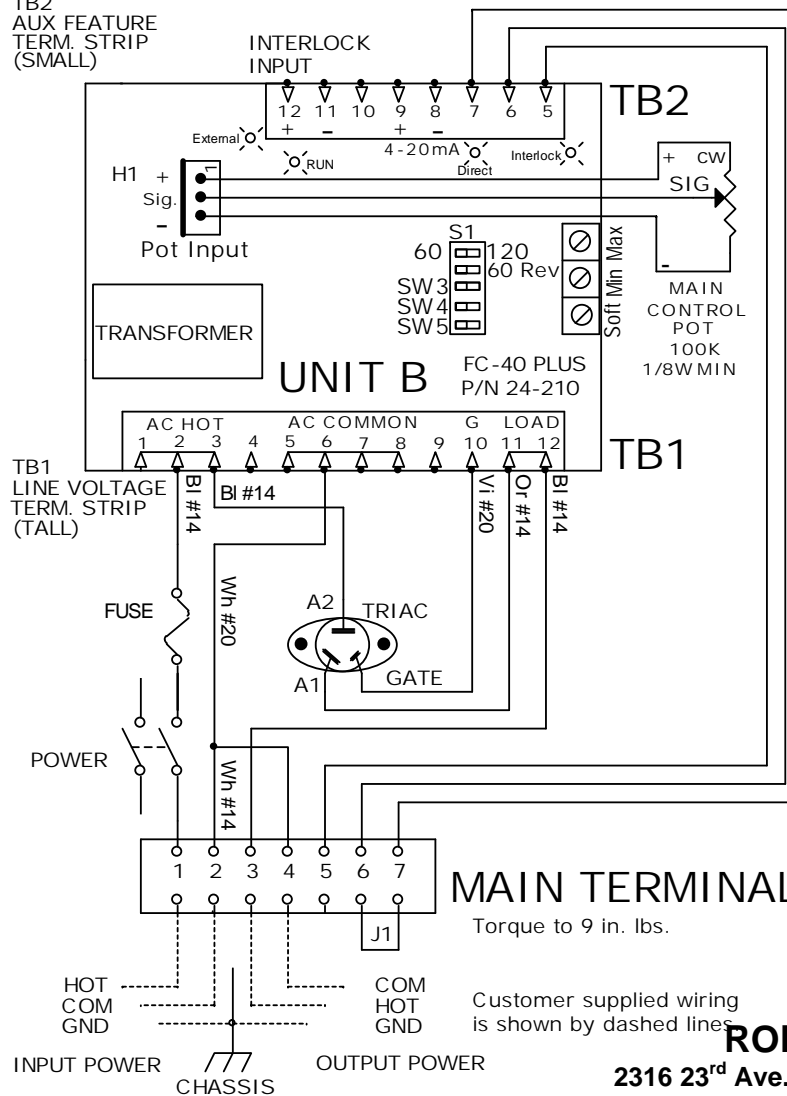 TB2
AUX FEATURE
TERM. STRIP
(SMALL)
INTERLOCK
INPUT
12 11 10 9 8 7 6 5
+ - + -
TB2
4-20mA
External
RUN
Direct
Interlock
H1 +
Sig.
-
1
Pot Input
+ CW
SIG
-
MAIN
CONTROL
POT
100K
1/8W MIN
S1
60 120
60 Rev
SW3
SW4
SW5
Soft Min Max
TRANSFORMER
UNIT B
FC-40 PLUS
P/N 24-210
AC HOT AC COMMON G LOAD
1 2 3 4 5 6 7 8 9 10 11 12
TB1
TB1
LINE VOLTAGE
TERM. STRIP
(TALL)
Bl #14
Bl #14
Vi #20
Or #14
Bl #14
Wh #20
FUSE
A2 TRIAC
A1 GATE
POWER
Wh #14
1 2 3 4 5 6 7
J1
MAIN TERMINAL
Torque to 9 in. lbs.
HOT
COM
GND
COM
HOT
GND
INPUT POWER
CHASSIS
OUTPUT POWER
Customer supplied wiring
is shown by dashed lines
2316 23rd Ave.